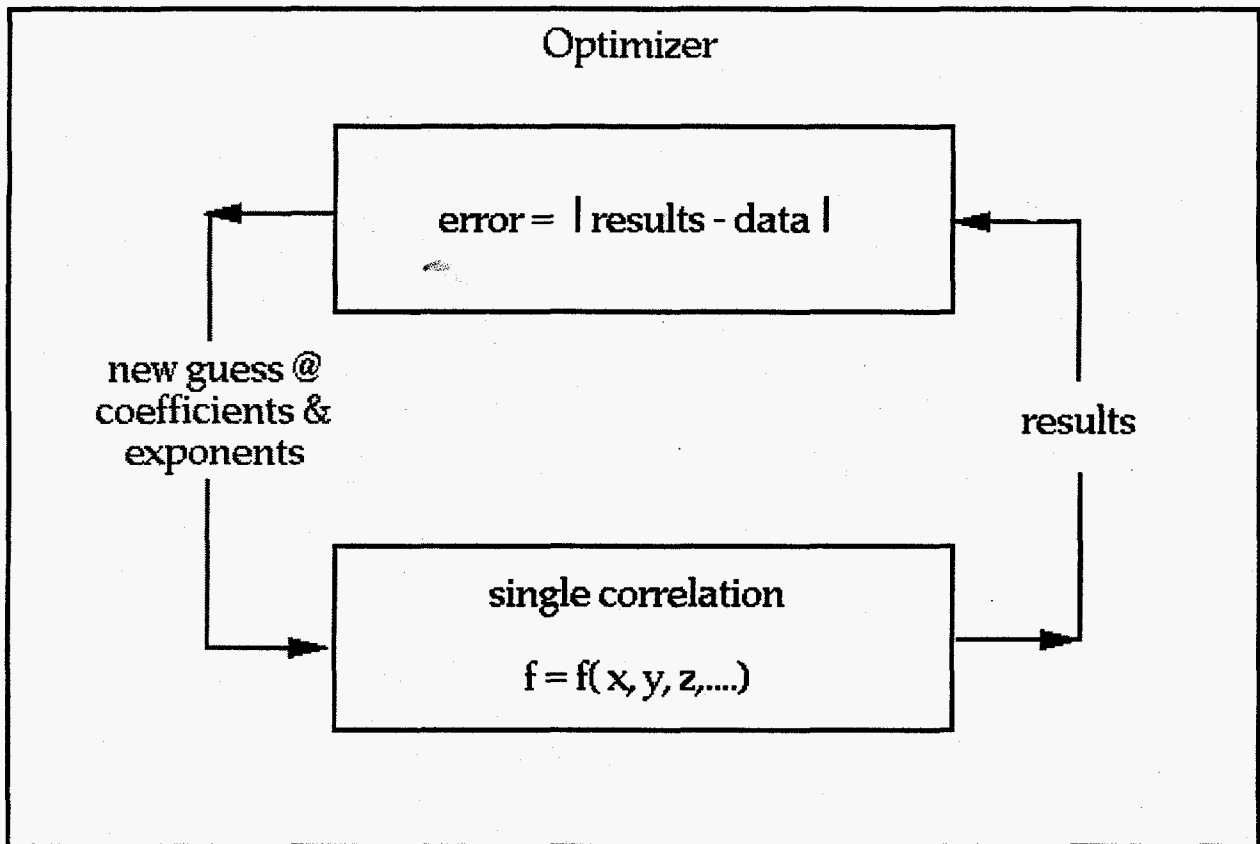 Optimizer
error = | results - data |
new guess @
coefficients &
exponents
results
single correlation
f = f( x, y, z,....)